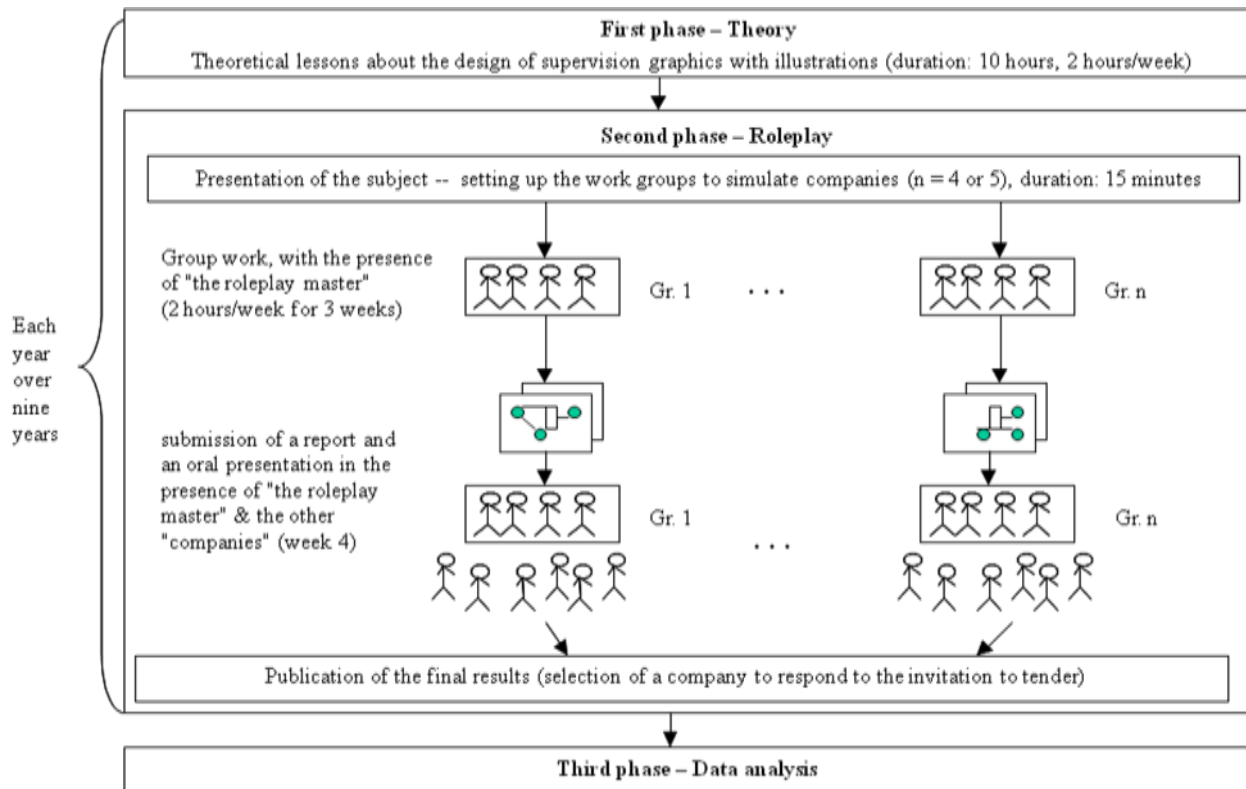 First phase – Theory
Theoretical lessons about the design of supervision graphics with illustrations (duration: 10 hours, 2 hours/week)
Second phase – Roleplay
Presentation of the subject -- setting up the work groups to simulate companies (n = 4 or 5), duration: 15 minutes
Group work, with the presence
of "the roleplay master"
(2 hours/week for 3 weeks)
Gr. 1
. . .
Gr. n
Each
year
over
nine
years
submission of a report and
an oral presentation in the
presence of "the roleplay
master" & the other
"companies" (week 4)
Gr. 1
. . .
Gr. n
Publication of the final results (selection of a company to respond to the invitation to tender)
Third phase – Data analysis